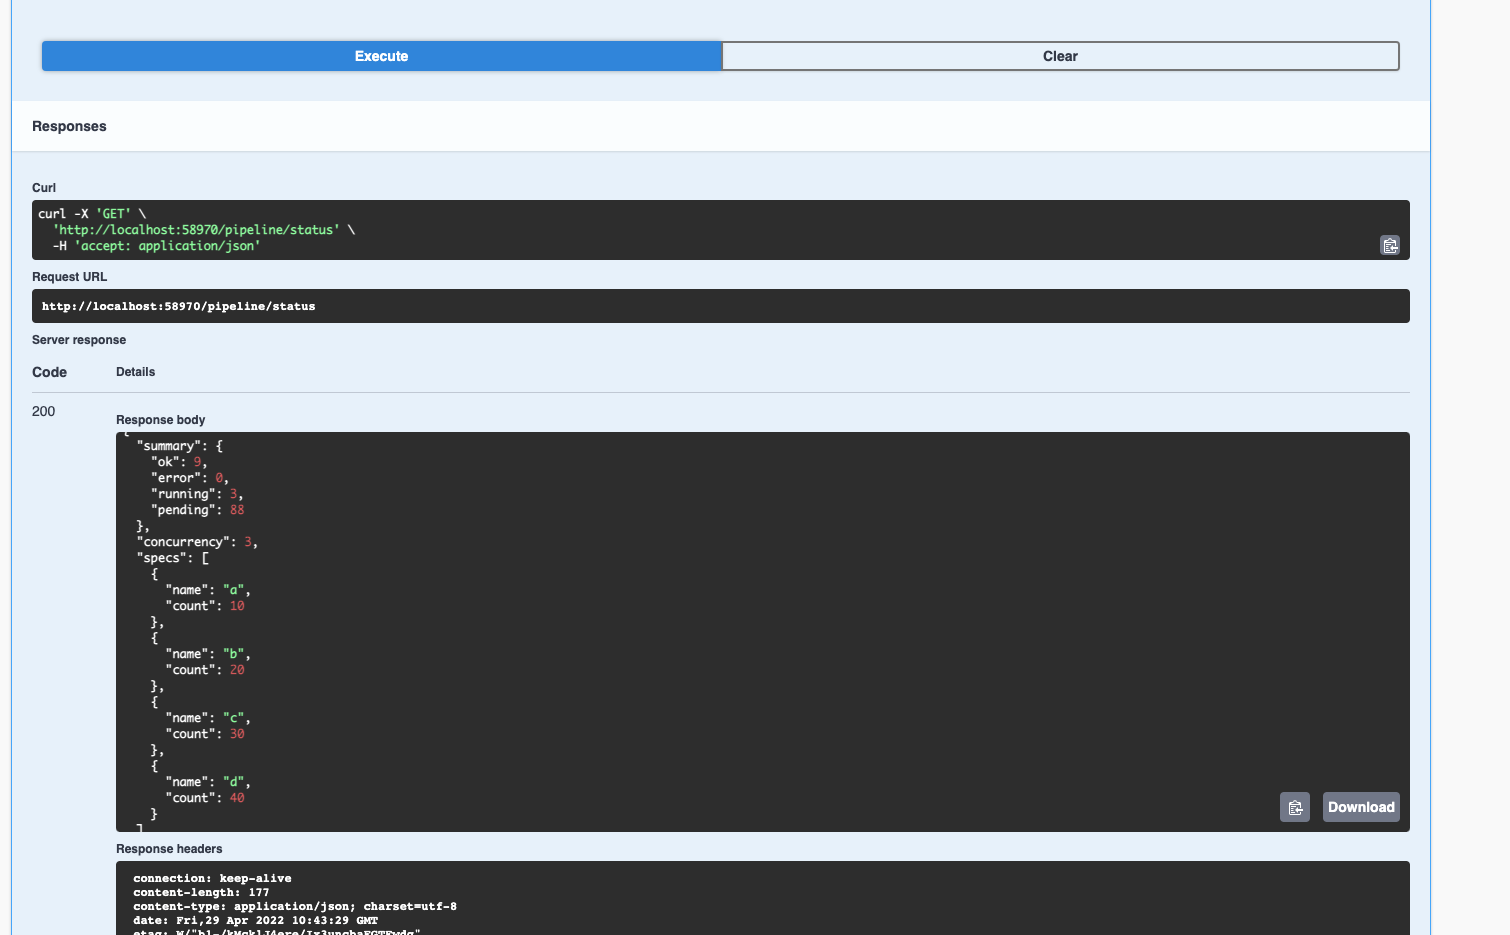 Execute
Clear
Responses
Curl
curl -X 'GET' \
'http://localhost:58970/pipeline/status' \
-H 'accept: application/json'
Request URL
http://localhost:58970/pipeline/status
Server response
Code Details
200
Response body
"summary": {
"ok": 9,
"error": 0,
"running": 3,
"pending": 88
},
"concurrency": 3,
"specs": [
{
"name": "a",
"count": 10
},
{
"name": "b",
"count": 20
},
{
"name": "c",
"count": 30
},
{
"name": "d",
"count": 40
}
]
Download
Response headers
connection: keep-alive
content-length: 177
content-type: application/json; charset=utf-8
date: Fri,29 Apr 2022 10:43:29 GMT
etag: